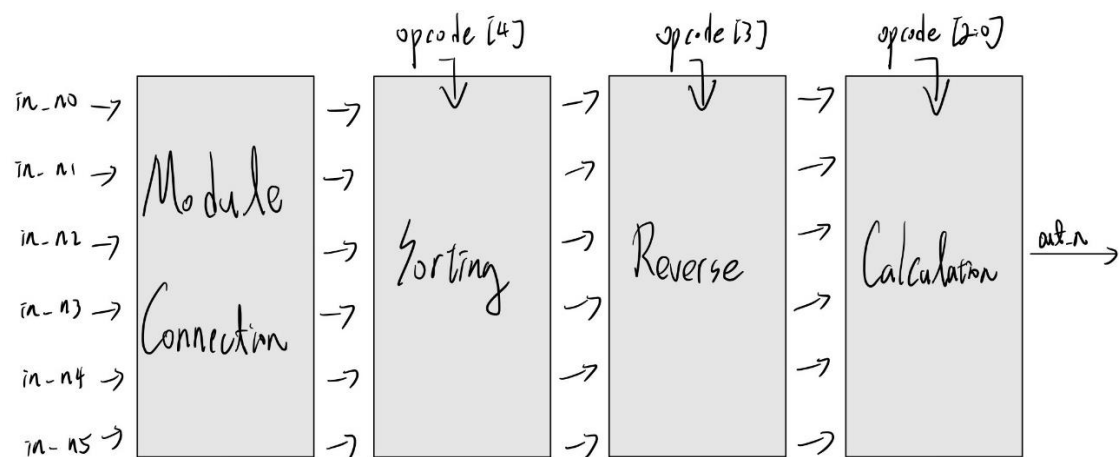 opcode [4]
opcode [3]
opcode [2:0]
in_n0
in_n1
in_n2
in_n3
in_n4
in_n5
Module
Connection
Sorting
Reverse
Calculation
out_n